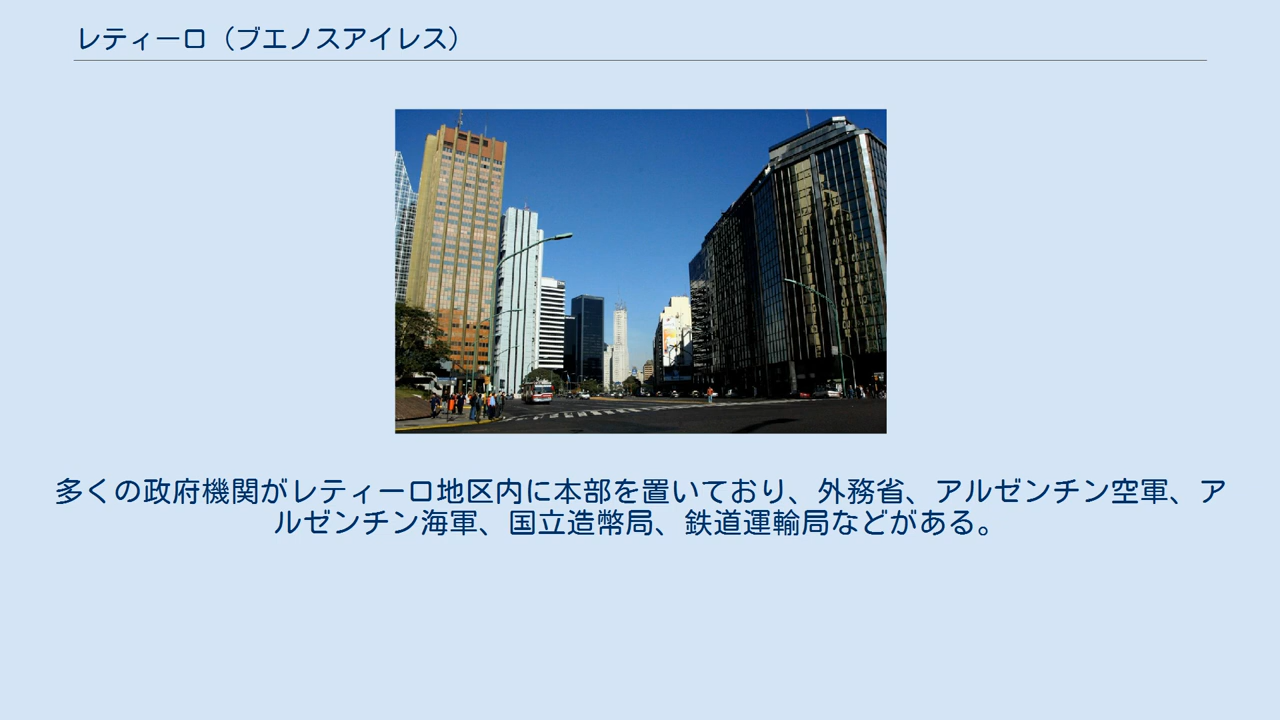 レティーロ（ブエノスアイレス）
多くの政府機関がレティーロ地区内に本部を置いており、外務省、アルゼンチン空軍、ア
ルゼンチン海軍、国立造幣局、鉄道運輸局などがある。